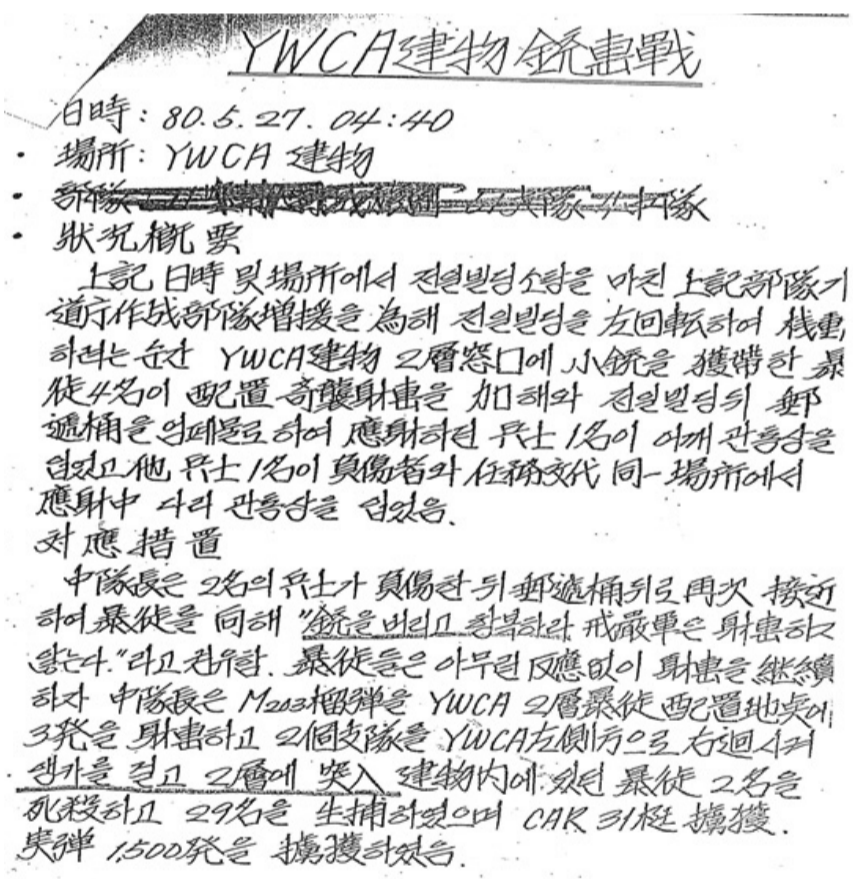 YWCA建物 銃擊戰
日時 : 80. 5. 27. 04:40
· 場所 : YWCA 建物
· 部隊
· 狀況槪要
上記 日時 및 場所에서 전일빌딩소탕을 마친 上記部隊가
道庁作战部隊增援을 為해 전일빌딩을 左回転하여 機動
하려는 순간 YWCA建物 2層窓口에 小銃을 獲帶한 暴
徒4名이 配置 奇襲射擊을 加해와 전일빌딩뒤 郵
遞桶을 엄폐물로 하여 應射하던 兵士 1名이 어깨 관통상을
입었고 他 兵士 1名이 負傷者와 任務交代 同一場所에서
應射中 다리 관통상을 입었음.
対應措置
中隊長은 2名의 兵士가 負傷한 뒤 郵遞桶뒤로 再次 接近
하여 暴徒를 向해 "銃을 버리고 항복하라 戒嚴軍은 射擊하지
않는다." 라고 권유함. 暴徒들은 아무런 反應없이 射擊을 継續
하자 中隊長은 M203榴弾을 YWCA 2層暴徒 配置地点에
3発을 射擊하고 2個支隊를 YWCA左側方으로 右迴시켜
생가를 걸고 2層에 突入 建物内에 있던 暴徒 2名을
死殺하고 29名을 生捕하였으며 CAR 31梃 擄獲.
実弾 1,500発을 擄獲하였음.